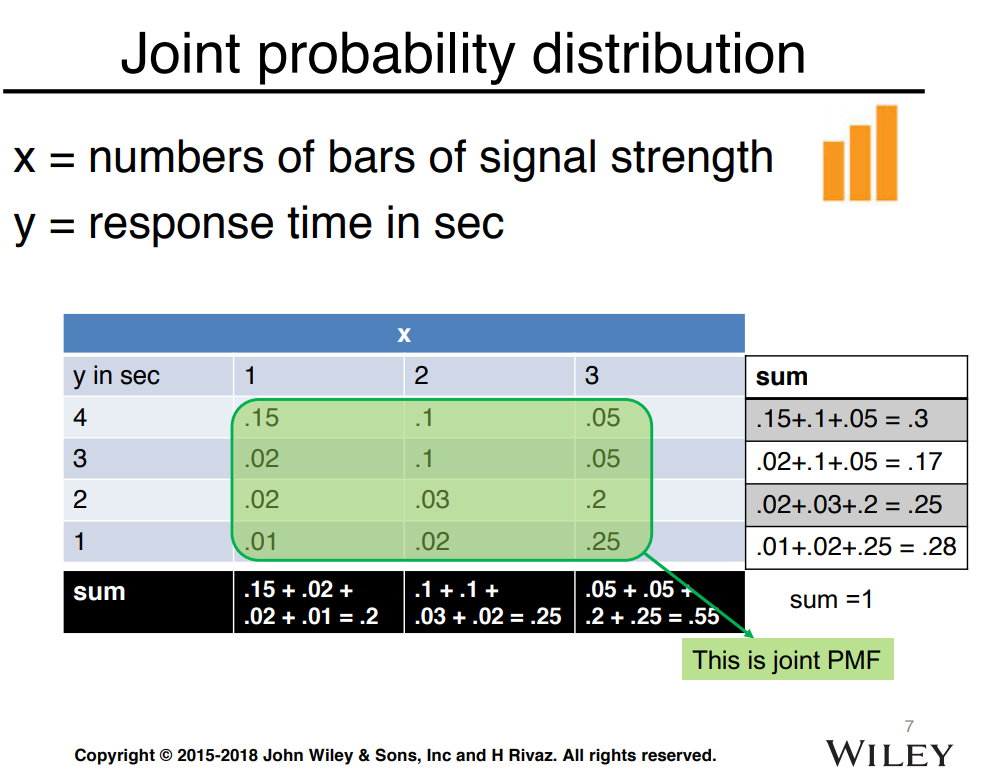 Joint probability distribution
x = numbers of bars of signal strength
y = response time in sec
x
y in sec 1 2 3 sum
4 .15 .1 .05 .15+.1+.05 = .3
3 .02 .1 .05 .02+.1+.05 = .17
2 .02 .03 .2 .02+.03+.2 = .25
1 .01 .02 .25 .01+.02+.25 = .28
sum .15 + .02 + .1 + .1 + .05 + .05 +
.02 + .01 = .2 .03 + .02 = .25 .2 + .25 = .55
sum =1
This is joint PMF
7
Copyright © 2015-2018 John Wiley & Sons, Inc and H Rivaz. All rights reserved.
WILEY